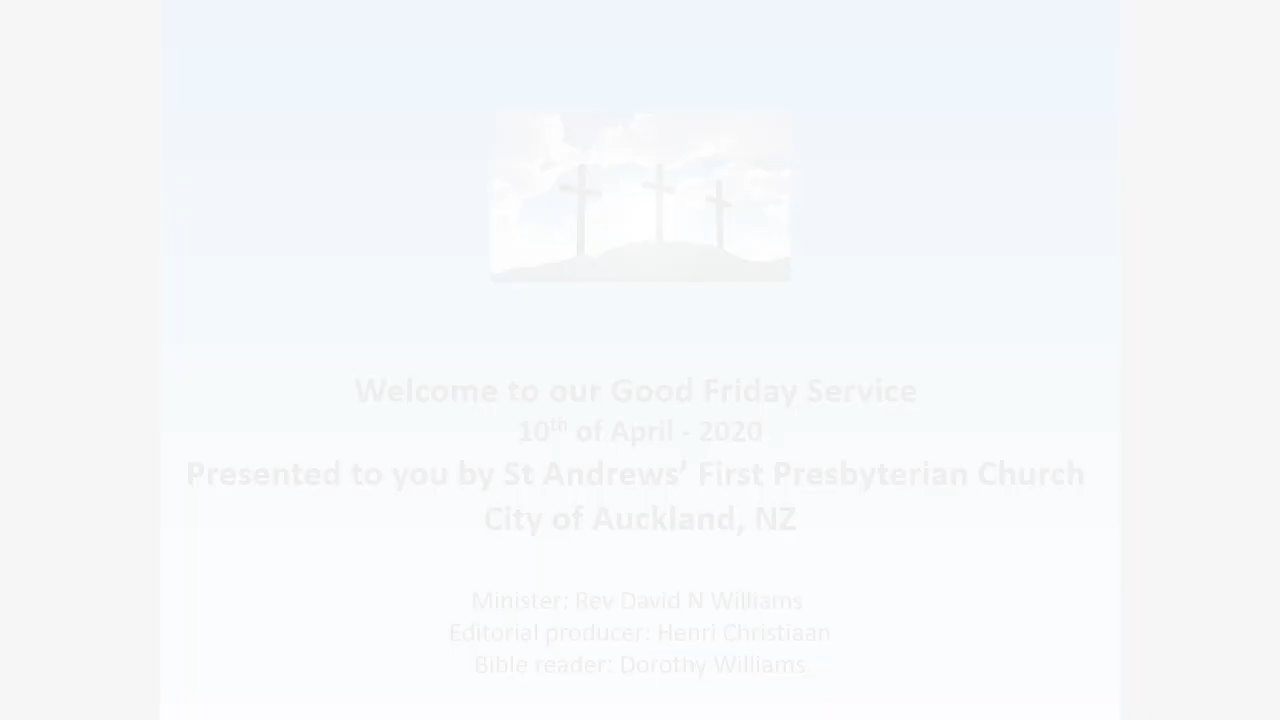 Welcome to our Good Friday Service
10th of April - 2020
Presented to you by St Andrews’ First Presbyterian Church
City of Auckland, NZ
Minister: Rev David N Williams
Editorial producer: Henri Christiaan
Bible reader: Dorothy Williams